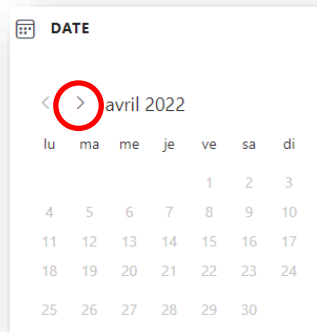 DATE
avril 2022
lu ma me je ve sa di
1 2 3
4 5 6 7 8 9 10
11 12 13 14 15 16 17
18 19 20 21 22 23 24
25 26 27 28 29 30